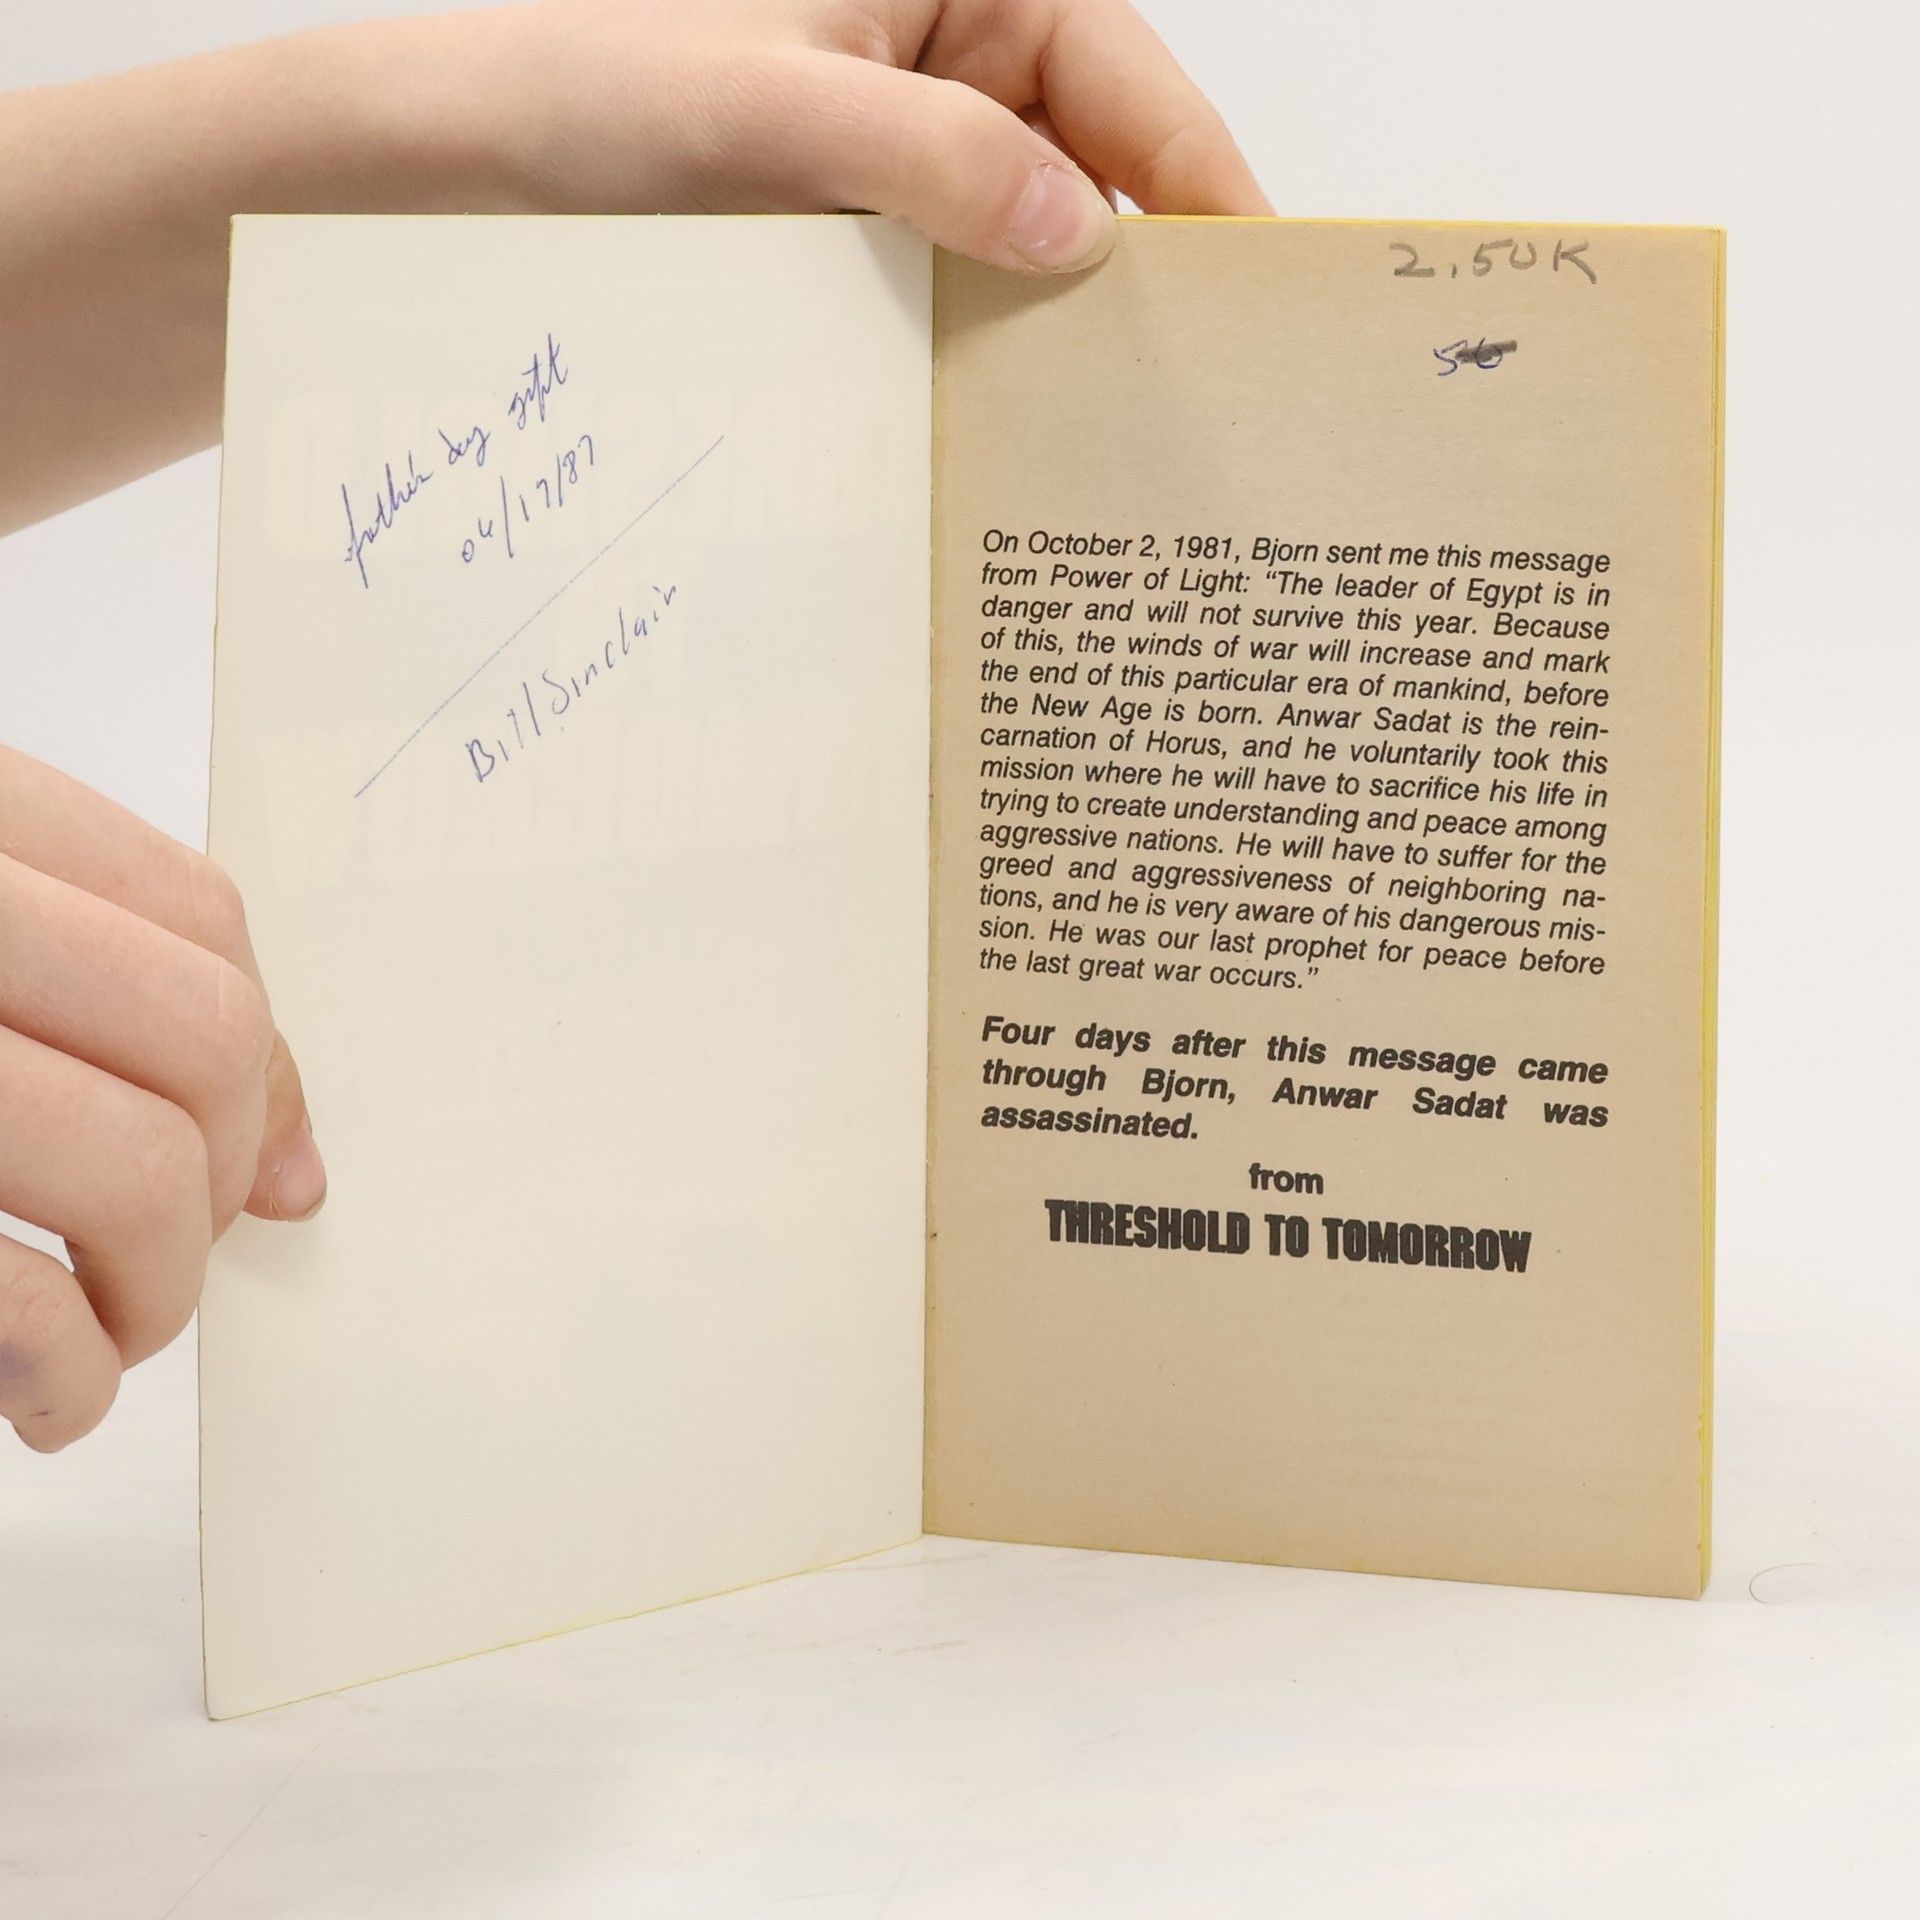 father's day gift
06/17/87
Bill Sinclair
2.50K
50
On October 2, 1981, Bjorn sent me this message
from Power of Light: “The leader of Egypt is in
danger and will not survive this year. Because
of this, the winds of war will increase and mark
the end of this particular era of mankind, before
the New Age is born. Anwar Sadat is the rein-
carnation of Horus, and he voluntarily took this
mission where he will have to sacrifice his life in
trying to create understanding and peace among
aggressive nations. He will have to suffer for the
greed and aggressiveness of neighboring na-
tions, and he is very aware of his dangerous mis-
sion. He was our last prophet for peace before
the last great war occurs.”
Four days after this message came
through Bjorn, Anwar Sadat was
assassinated.
from
THRESHOLD TO TOMORROW